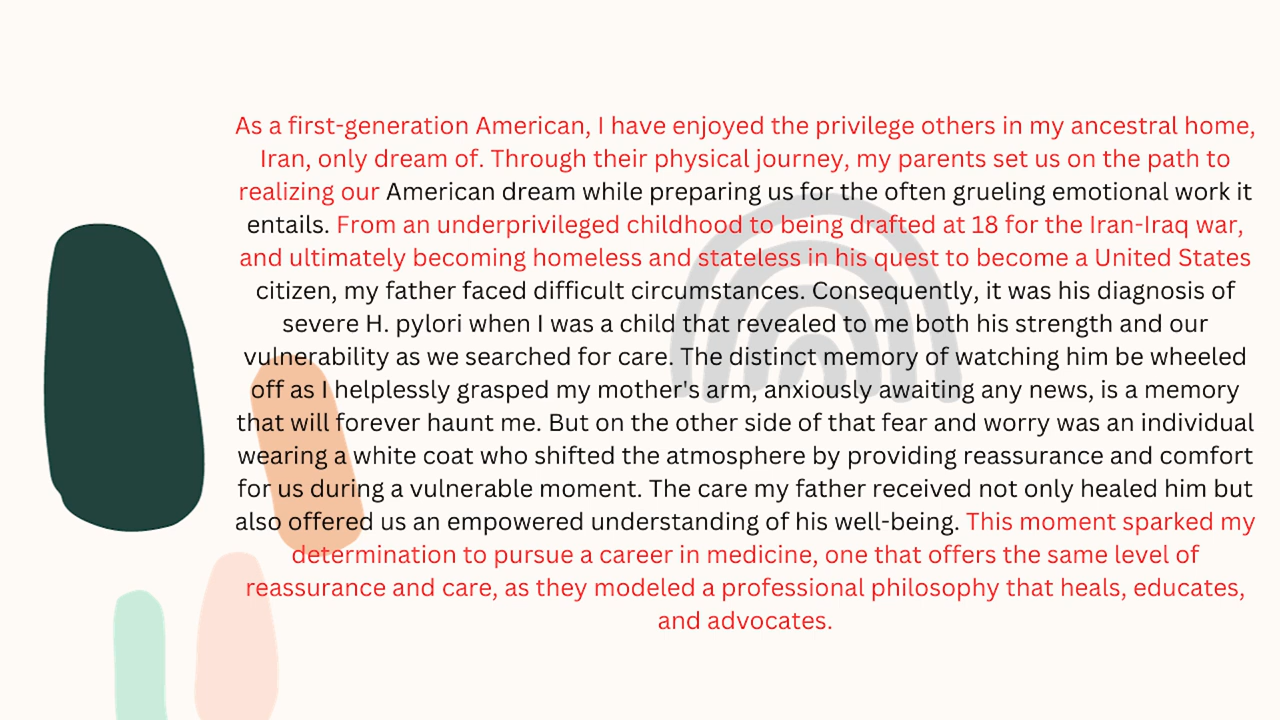 As a first-generation American, I have enjoyed the privilege others in my ancestral home,
Iran, only dream of. Through their physical journey, my parents set us on the path to
realizing our American dream while preparing us for the often grueling emotional work it
entails. From an underprivileged childhood to being drafted at 18 for the Iran-Iraq war,
and ultimately becoming homeless and stateless in his quest to become a United States
citizen, my father faced difficult circumstances. Consequently, it was his diagnosis of
severe H. pylori when I was a child that revealed to me both his strength and our
vulnerability as we searched for care. The distinct memory of watching him be wheeled
off as I helplessly grasped my mother's arm, anxiously awaiting any news, is a memory
that will forever haunt me. But on the other side of that fear and worry was an individual
wearing a white coat who shifted the atmosphere by providing reassurance and comfort
for us during a vulnerable moment. The care my father received not only healed him but
also offered us an empowered understanding of his well-being. This moment sparked my
determination to pursue a career in medicine, one that offers the same level of
reassurance and care, as they modeled a professional philosophy that heals, educates,
and advocates.